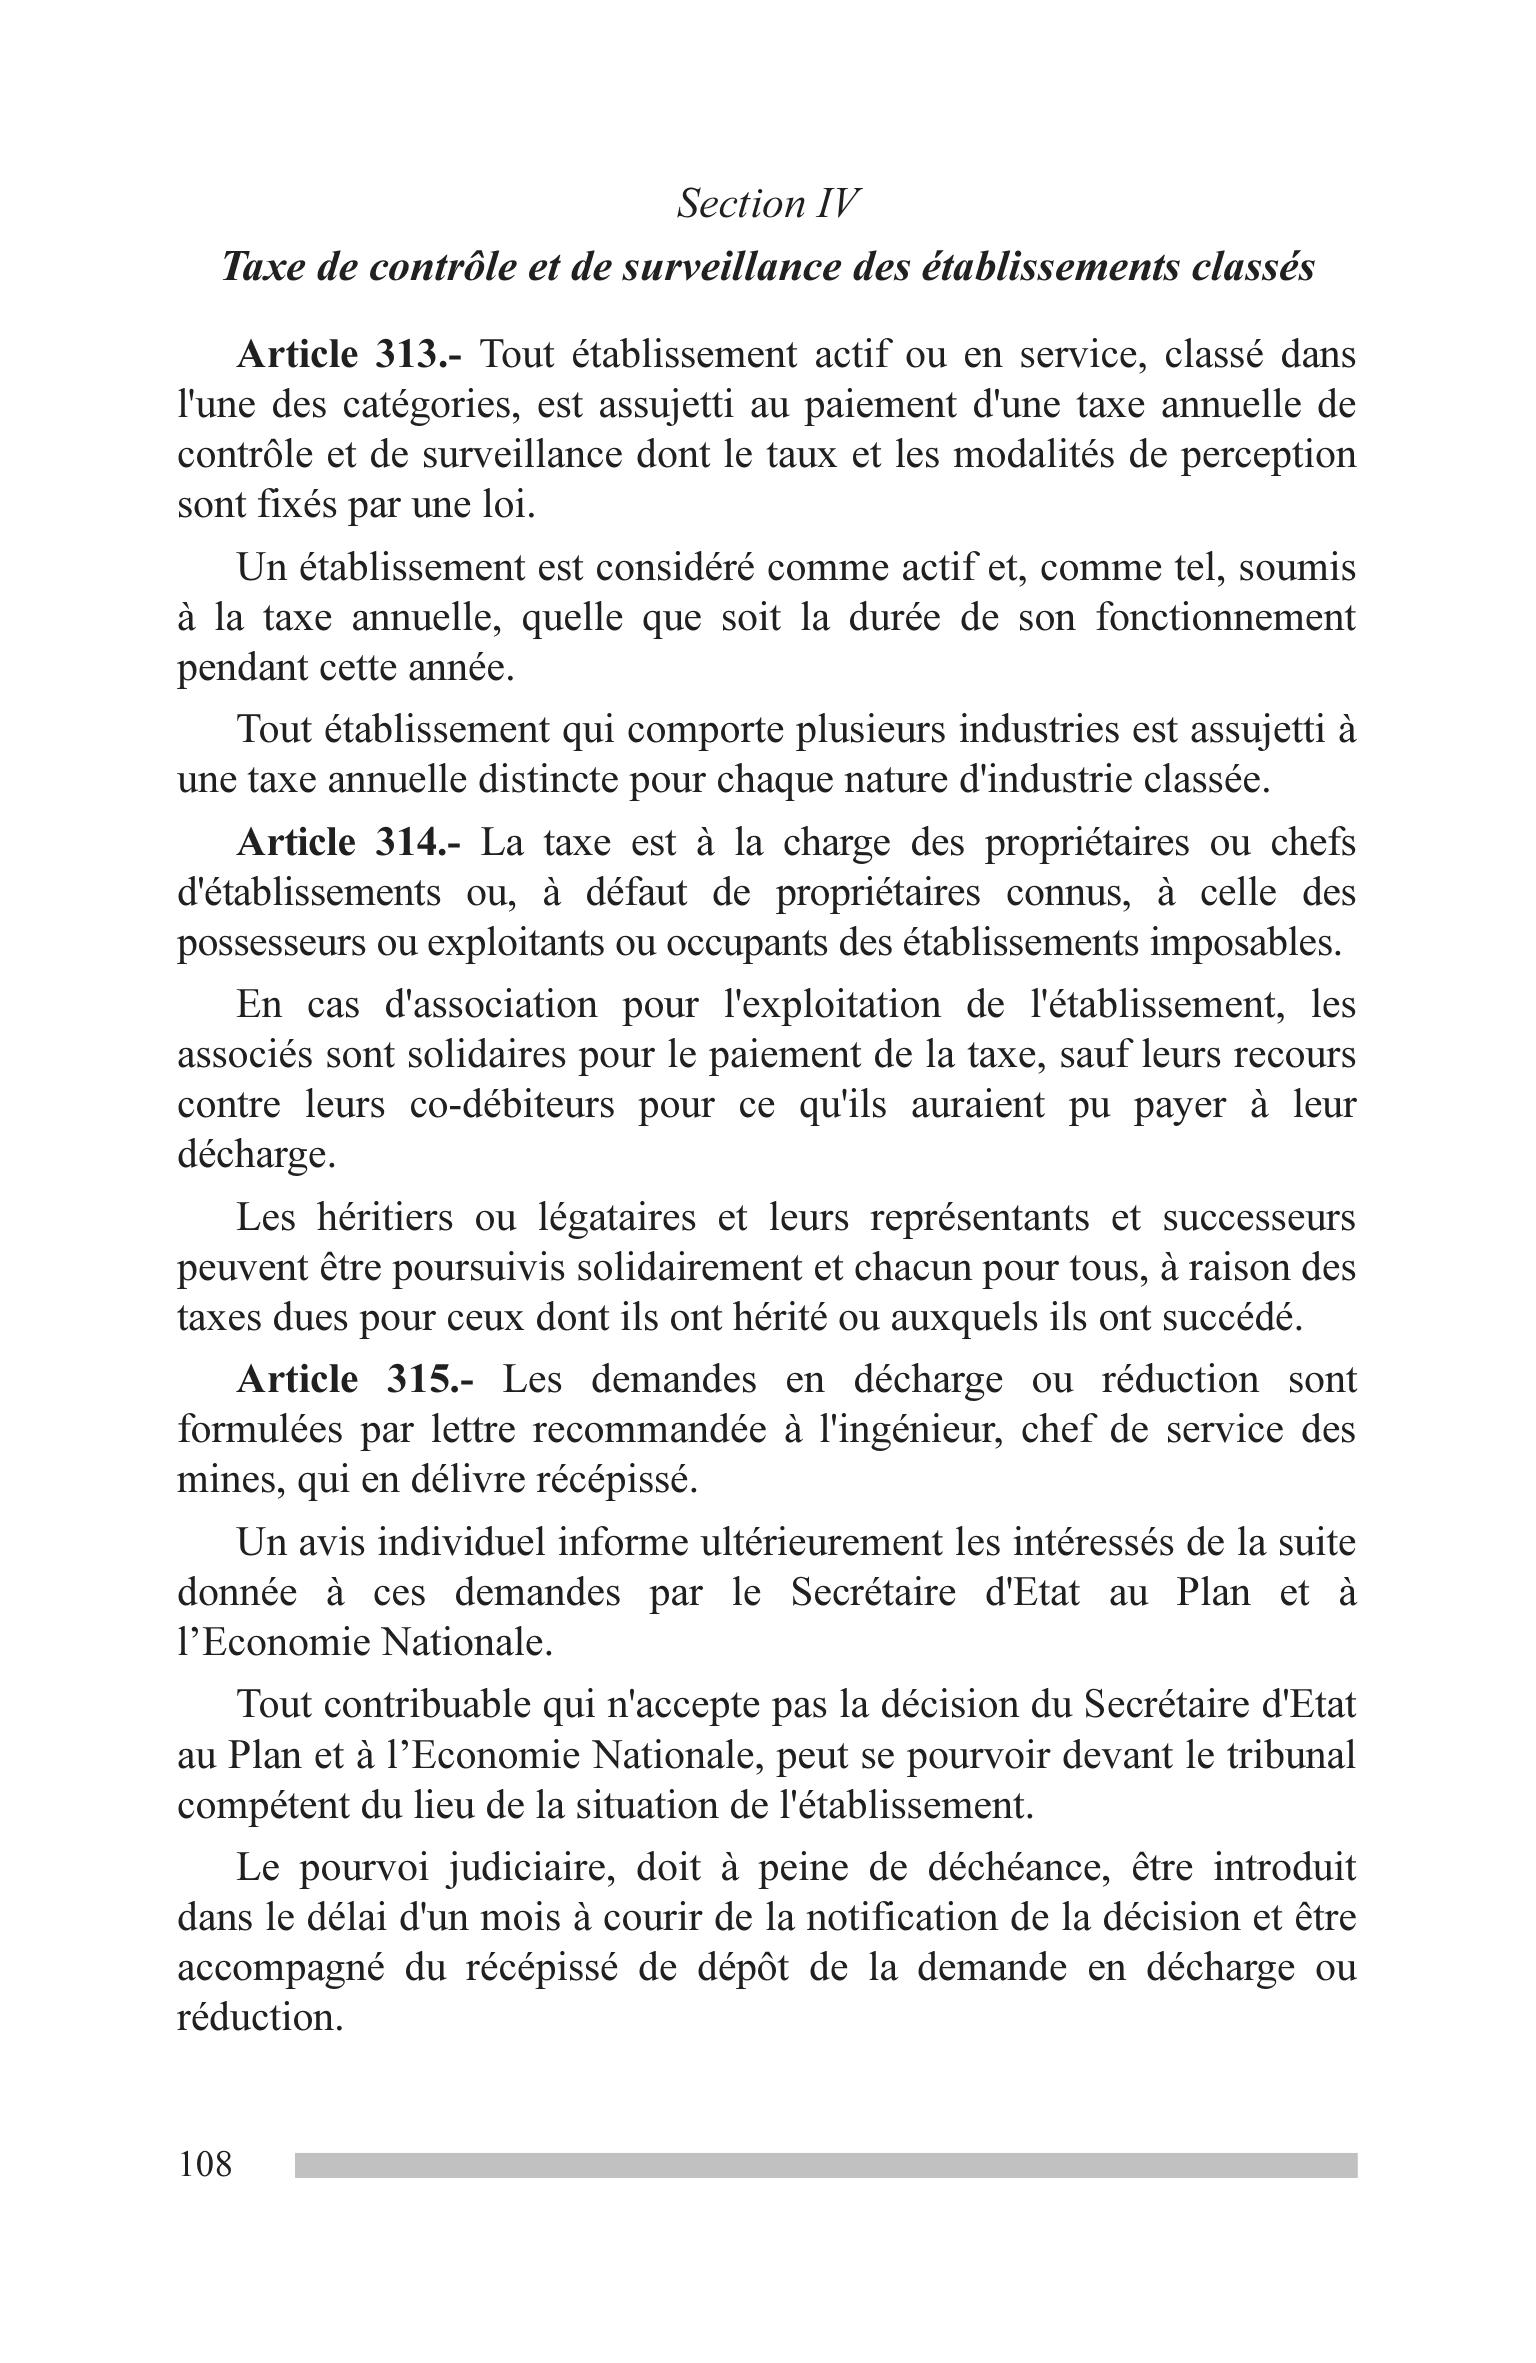 Section IV
Taxe de contrôle et de surveillance des établissements classés
Article 313.- Tout établissement actif ou en service, classé dans
l'une des catégories, est assujetti au paiement d'une taxe annuelle de
contrôle et de surveillance dont le taux et les modalités de perception
sont fixés par une loi.
Un établissement est considéré comme actif et, comme tel, soumis
à la taxe annuelle, quelle que soit la durée de son fonctionnement
pendant cette année.
Tout établissement qui comporte plusieurs industries est assujetti à
une taxe annuelle distincte pour chaque nature d'industrie classée.
Article 314.- La taxe est à la charge des propriétaires ou chefs
d'établissements ou, à défaut de propriétaires connus, à celle des
possesseurs ou exploitants ou occupants des établissements imposables.
En cas d'association pour l'exploitation de l'établissement, les
associés sont solidaires pour le paiement de la taxe, sauf leurs recours
contre leurs co-débiteurs pour ce qu'ils auraient pu payer à leur
décharge.
Les héritiers ou légataires et leurs représentants et successeurs
peuvent être poursuivis solidairement et chacun pour tous, à raison des
taxes dues pour ceux dont ils ont hérité ou auxquels ils ont succédé.
Article 315.- Les demandes en décharge ou réduction sont
formulées par lettre recommandée à l'ingénieur, chef de service des
mines, qui en délivre récépissé.
Un avis individuel informe ultérieurement les intéressés de la suite
donnée à ces demandes par le Secrétaire d'Etat au Plan et à
l’Economie Nationale.
Tout contribuable qui n'accepte pas la décision du Secrétaire d'Etat
au Plan et à l’Economie Nationale, peut se pourvoir devant le tribunal
compétent du lieu de la situation de l'établissement.
Le pourvoi judiciaire, doit à peine de déchéance, être introduit
dans le délai d'un mois à courir de la notification de la décision et être
accompagné du récépissé de dépôt de la demande en décharge ou
réduction.
108